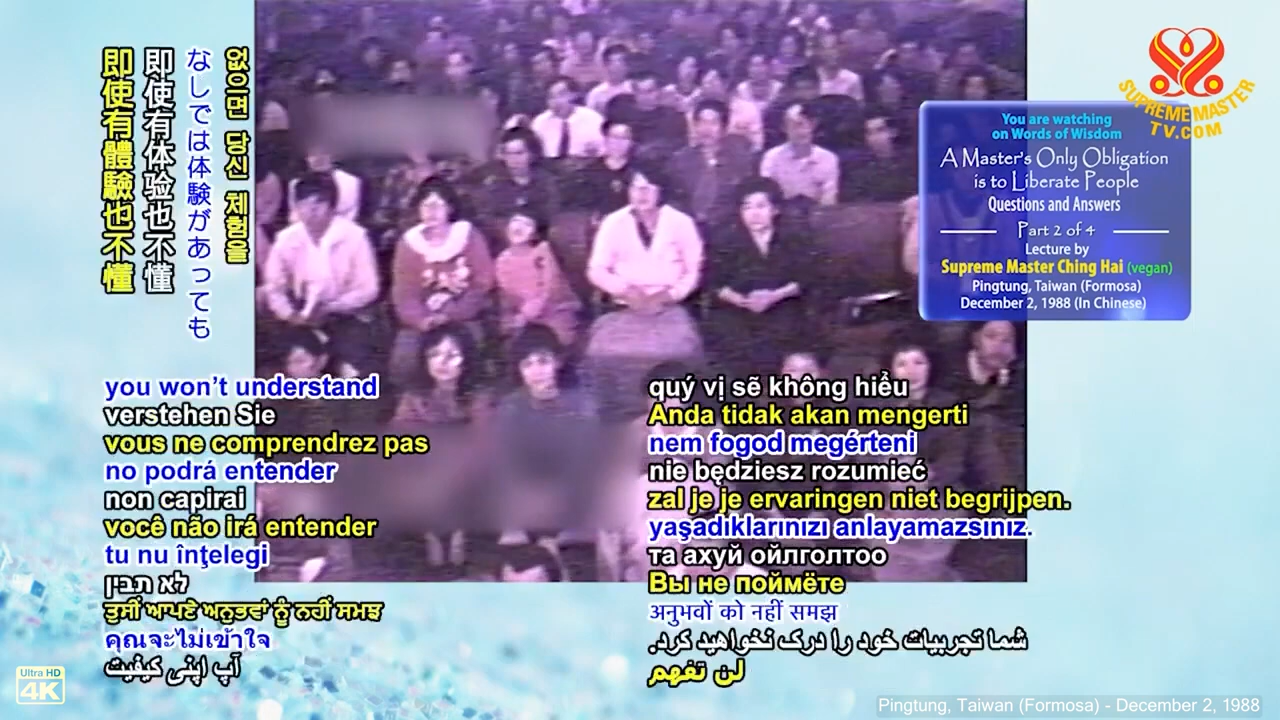 없으면 당신 체험을
なしでは体験があっても
即使有体验也不懂
即使有體驗也不懂
SUPREME MASTER
TV.COM
You are watching
on Words of Wisdom
A Master's Only Obligation
is to Liberate People
Questions and Answers
Part 2 of 4
Lecture by
Supreme Master Ching Hai (vegan)
Pingtung, Taiwan (Formosa)
December 2, 1988 (In Chinese)
you won't understand
verstehen Sie
vous ne comprendrez pas
no podrá entender
non capirai
você não irá entender
tu nu înţelegi
לא תבין
ਤੁਸੀਂ ਆਪਣੇ ਅਨੁਭਵਾਂ ਨੂੰ ਨਹੀਂ ਸਮਝ
คุณจะไม่เข้าใจ
آپ اپنی کیفیت
quý vị sẽ không hiểu
Anda tidak akan mengerti
nem fogod megérteni
nie będziesz rozumieć
zal je je ervaringen niet begrijpen.
yaşadıklarınızı anlayamazsınız.
та ахуй ойлголтоо
Вы не поймёте
अनुभवों को नहीं समझ
شما تجربیات خود را درک نخواهید کرد.
لن تفهم
Ultra HD
4K
Pingtung, Taiwan (Formosa) - December 2, 1988